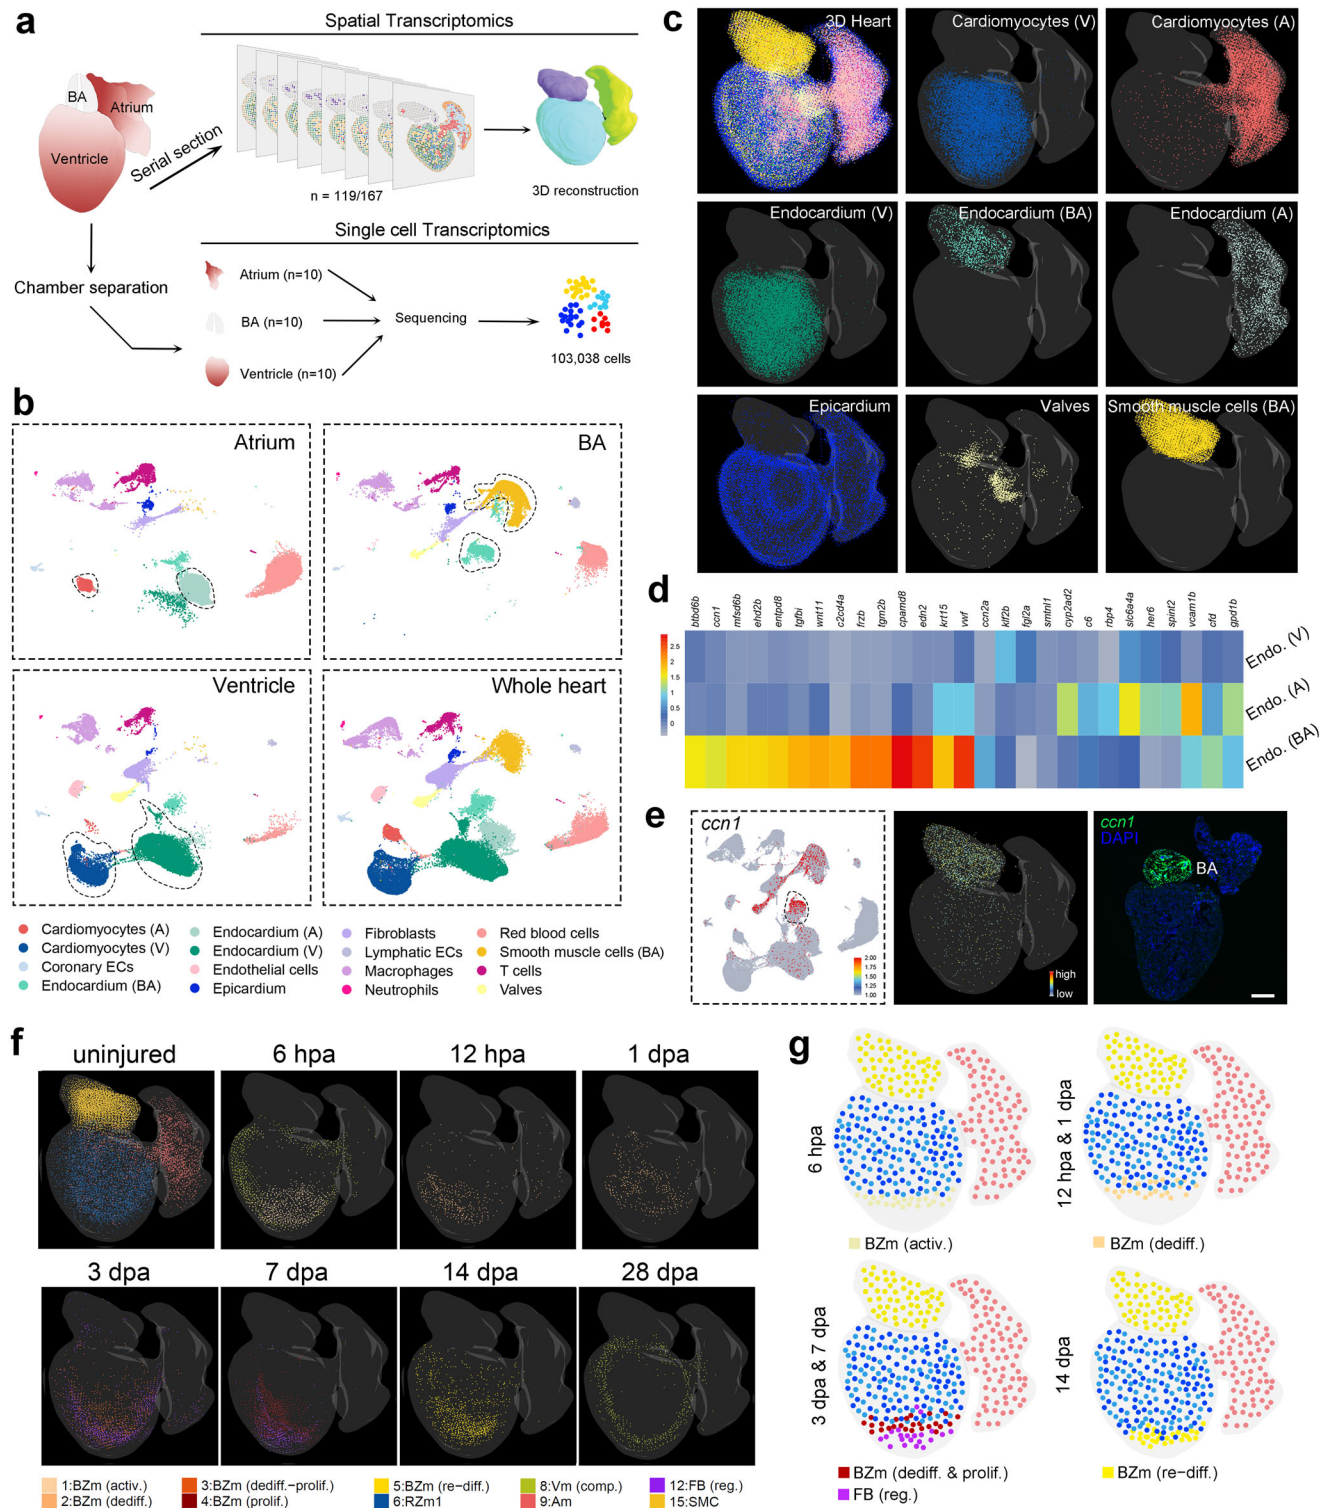 a
Spatial Transcriptomics
BA
Atrium
Ventricle
Serial section
n = 119/167
3D reconstruction
Single cell Transcriptomics
Chamber separation
Atrium (n=10)
BA (n=10)
Ventricle (n=10)
Sequencing
103,038 cells
b
Atrium
BA
Ventricle
Whole heart
Cardiomyocytes (A)
Cardiomyocytes (V)
Coronary ECs
Endocardium (BA)
Endocardium (A)
Endocardium (V)
Endothelial cells
Epicardium
Fibroblasts
Lymphatic ECs
Macrophages
Neutrophils
Red blood cells
Smooth muscle cells (BA)
T cells
Valves
c
3D Heart
Cardiomyocytes (V)
Cardiomyocytes (A)
Endocardium (V)
Endocardium (BA)
Endocardium (A)
Epicardium
Valves
Smooth muscle cells (BA)
d
btbd6b
ccn1
mfsd6b
ehd2b
entpd8
tgfbi
wnt11
c2cd4a
frzb
tgm2b
cpamd8
edn2
krt15
vwf
ccn2a
klf2b
fgl2a
smtnl1
cyp2ad2
c6
rbp4
slc6a4a
her6
spint2
vcam1b
cfd
gpd1b
2.5
2
1.5
1
0.5
0
Endo. (V)
Endo. (A)
Endo. (BA)
e
ccn1
2.00
1.75
1.50
1.25
1.00
high
low
ccn1
DAPI
BA
f
uninjured
6 hpa
12 hpa
1 dpa
3 dpa
7 dpa
14 dpa
28 dpa
1:BZm (activ.)
2:BZm (dediff.)
3:BZm (dediff.-prolif.)
4:BZm (prolif.)
5:BZm (re-diff.)
6:RZm1
8:Vm (comp.)
9:Am
12:FB (reg.)
15:SMC
g
6 hpa
BZm (activ.)
12 hpa & 1 dpa
BZm (dediff.)
3 dpa & 7 dpa
BZm (dediff. & prolif.)
FB (reg.)
14 dpa
BZm (re-diff.)